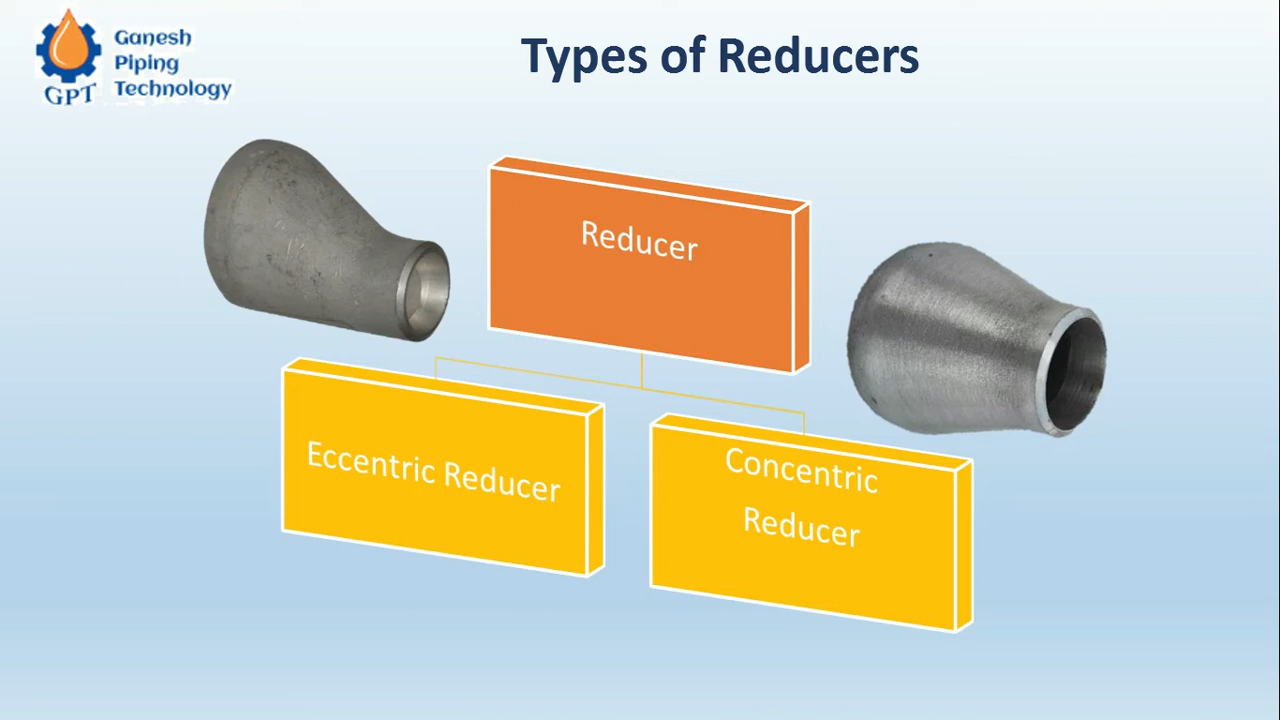 Ganesh
Piping
Technology
GPT
Types of Reducers
Reducer
Eccentric Reducer
Concentric
Reducer